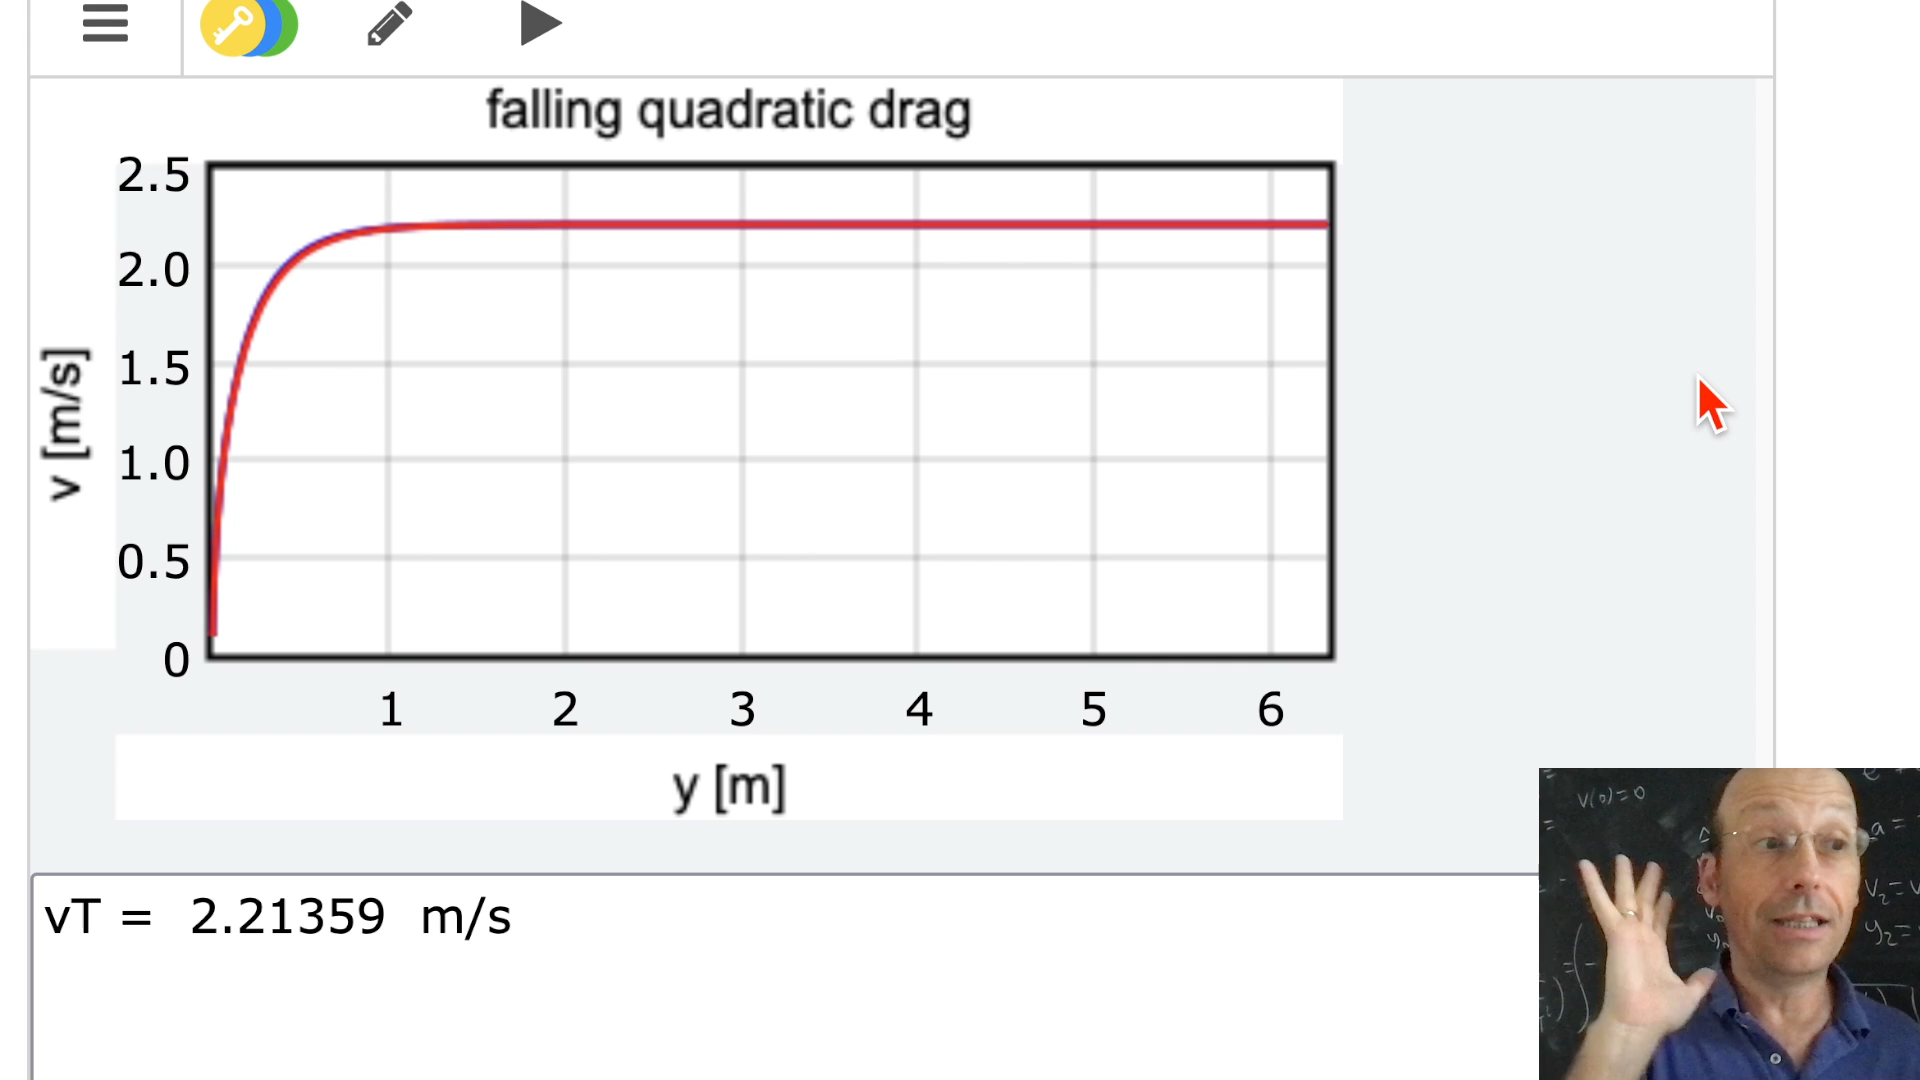 falling quadratic drag
2.5
2.0
1.5
1.0
0.5
0
v [m/s]
1 2 3 4 5 6
y [m]
vT = 2.21359 m/s
v(0)=0
a =
y₂=